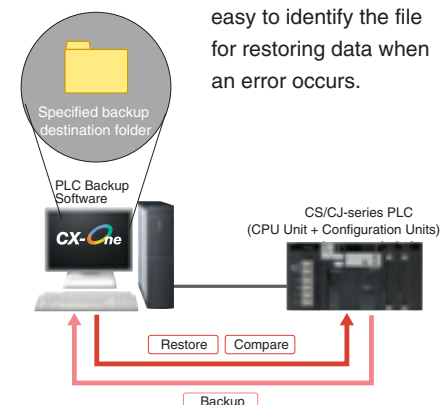 easy to identify the file
for restoring data when
an error occurs.
Specified backup
destination folder
PLC Backup
Software
CX-One
CS/CJ-series PLC
(CPU Unit + Configuration Units)
Restore
Compare
Backup